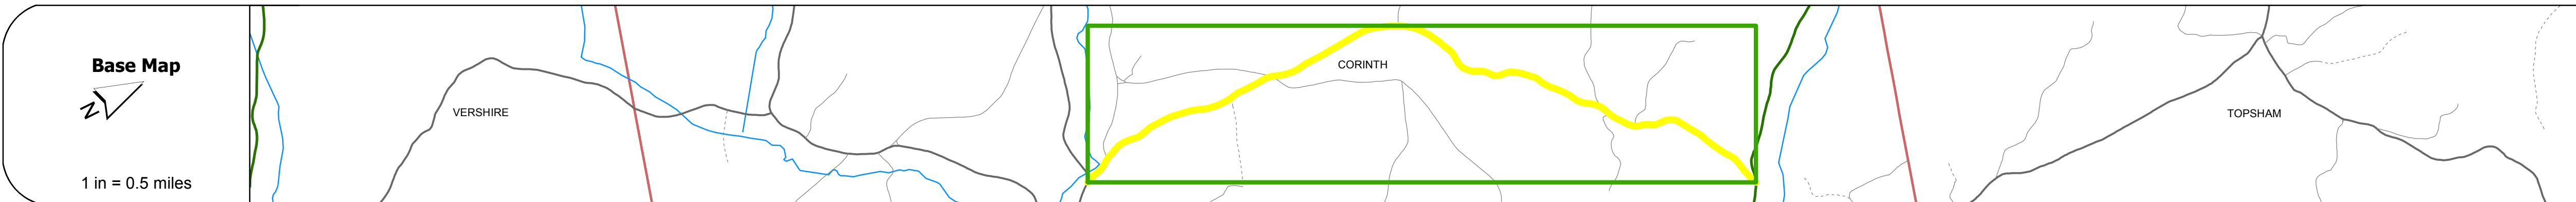 Base Map
N
1 in = 0.5 miles
VERSHIRE
CORINTH
TOPSHAM